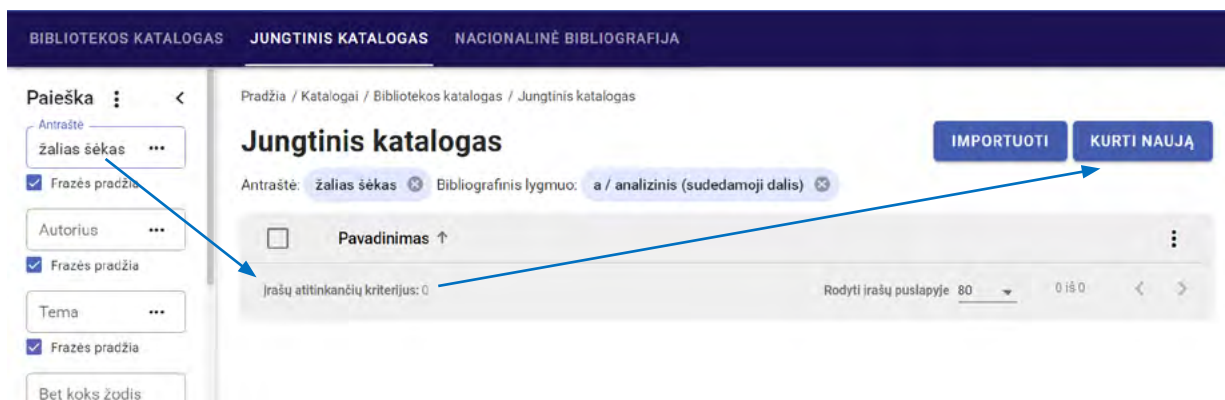 BIBLIOTEKOS KATALOGAS JUNGTINIS KATALOGAS NACIONALINĖ BIBLIOGRAFIJA
Paieška
Antraštė
žalias šėkas
Frazės pradžia
Autorius
Frazės pradžia
Tema
Frazės pradžia
Bet koks žodis
Pradžia / Katalogai / Bibliotekos katalogas / Jungtinis katalogas
Jungtinis katalogas
IMPORTUOTI KURTI NAUJĄ
Antraštė: žalias šėkas Bibliografinis lygmuo: a / analizinis (sudedamoji dalis)
Pavadinimas ↑
Įrašų atitinkančių kriterijus: 0 Rodyti įrašų puslapyje 80 0 iš 0